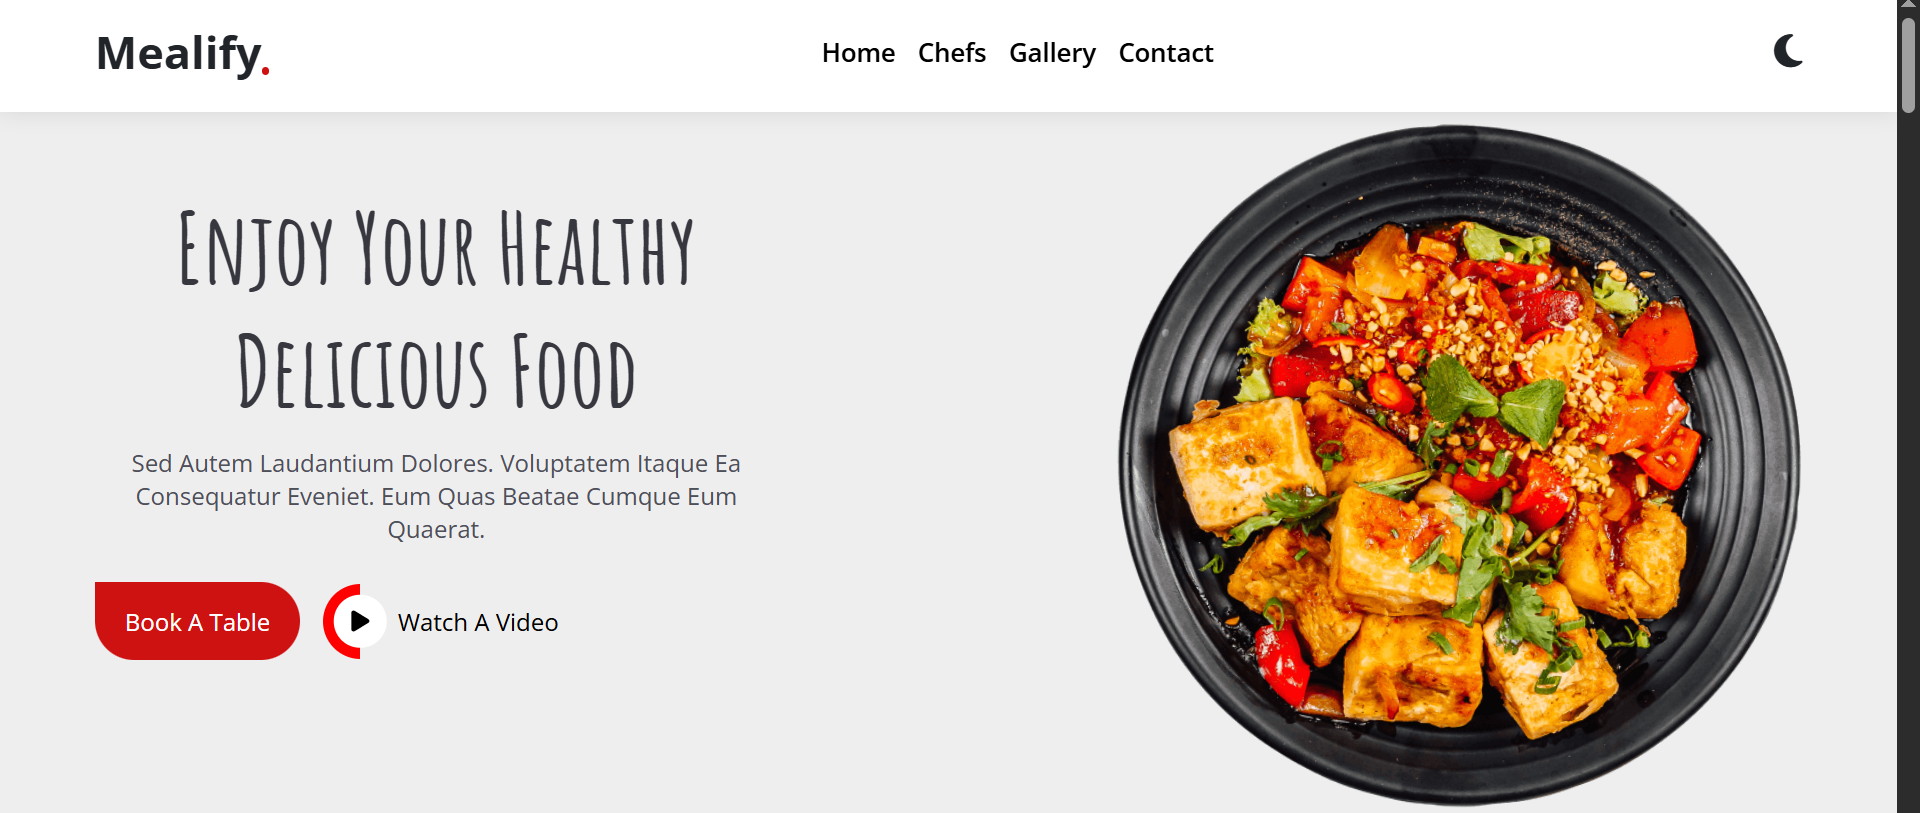 Mealify.
Home Chefs Gallery Contact
Enjoy Your Healthy
Delicious Food
Sed Autem Laudantium Dolores. Voluptatem Itaque Ea
Consequatur Eveniet. Eum Quas Beatae Cumque Eum
Quaerat.
Book A Table
Watch A Video